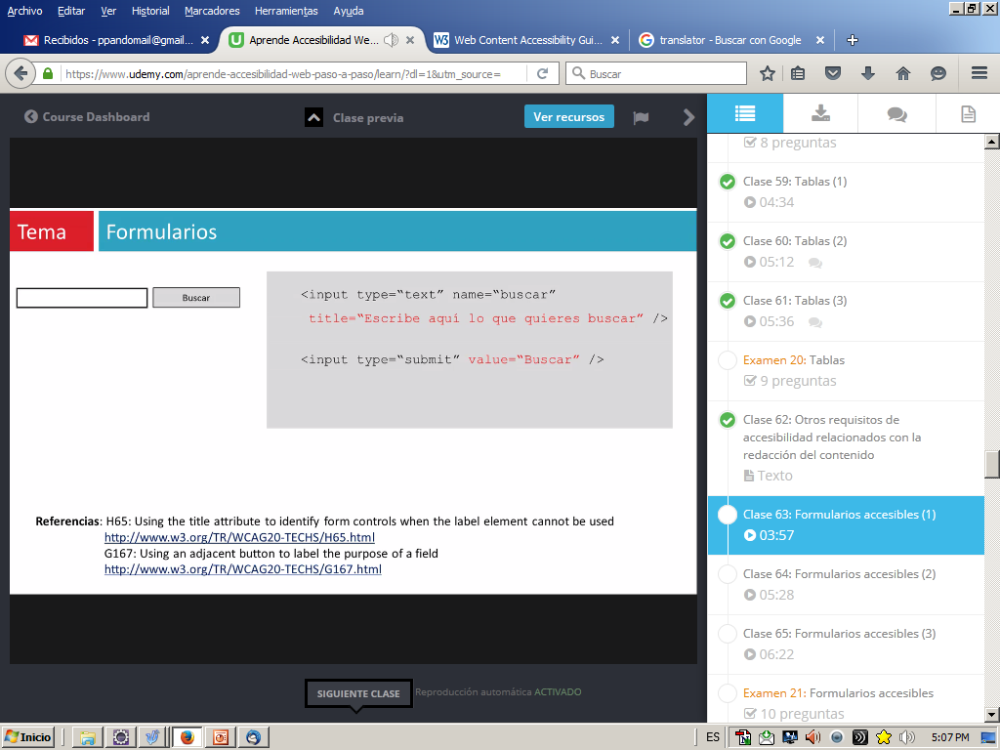 Archivo Editar Ver Historial Marcadores Herramientas Ayuda
Recibidos - ppandomail@gmail... Aprende Accesibilidad We... Web Content Accessibility Gui... translator - Buscar con Google
https://www.udemy.com/aprende-accesibilidad-web-paso-a-paso/learn/?dl=1&utm_source= Buscar
Course Dashboard Clase previa Ver recursos
Tema Formularios
Buscar
<input type=“text” name=“buscar”
title=“Escribe aquí lo que quieres buscar” />
<input type=“submit” value=“Buscar” />
Referencias: H65: Using the title attribute to identify form controls when the label element cannot be used
http://www.w3.org/TR/WCAG20-TECHS/H65.html
G167: Using an adjacent button to label the purpose of a field
http://www.w3.org/TR/WCAG20-TECHS/G167.html
SIGUIENTE CLASE Reproducción automática ACTIVADO
8 preguntas
Clase 59: Tablas (1)
04:34
Clase 60: Tablas (2)
05:12
Clase 61: Tablas (3)
05:36
Examen 20: Tablas
9 preguntas
Clase 62: Otros requisitos de
accesibilidad relacionados con la
redacción del contenido
Texto
Clase 63: Formularios accesibles (1)
03:57
Clase 64: Formularios accesibles (2)
05:28
Clase 65: Formularios accesibles (3)
06:22
Examen 21: Formularios accesibles
10 preguntas
Inicio ES 5:07 PM